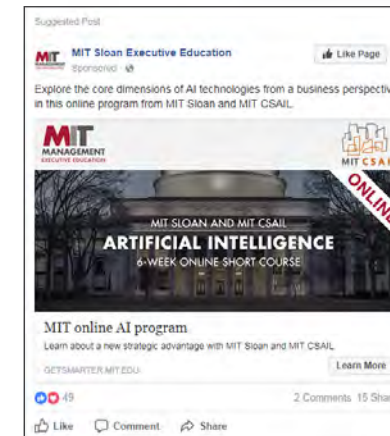 Suggested Post
MIT Sloan Executive Education
Like Page
Sponsored
Explore the core dimensions of AI technologies from a business perspectiv
in this online program from MIT Sloan and MIT CSAIL.
MIT
MANAGEMENT
EXECUTIVE EDUCATION
MIT CSAIL
ONLINE
MIT SLOAN AND MIT CSAIL
ARTIFICIAL INTELLIGENCE
6-WEEK ONLINE SHORT COURSE
MIT online AI program
Learn about a new strategic advantage with MIT Sloan and MIT CSAIL.
GETSMARTER.MIT.EDU
Learn More
49
2 Comments 15 Shar
Like Comment Share